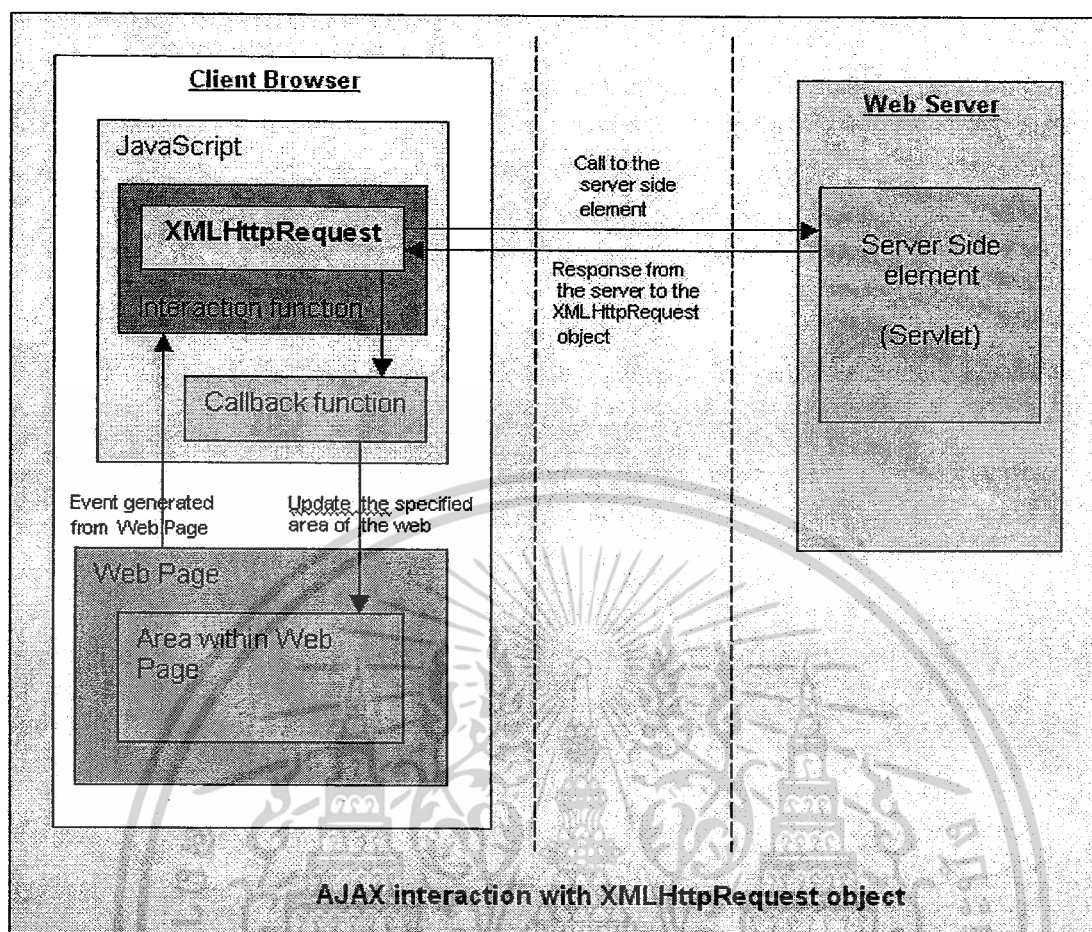 Client Browser
JavaScript
XMLHttpRequest
Interaction function
Callback function
Event generated
from Web Page
Update the specified
area of the web
Web Page
Area within Web
Page
Call to the
server side
element
Response from
the server to the
XMLHttpRequest
object
Web Server
Server Side
element
(Servlet)
AJAX interaction with XMLHttpRequest object